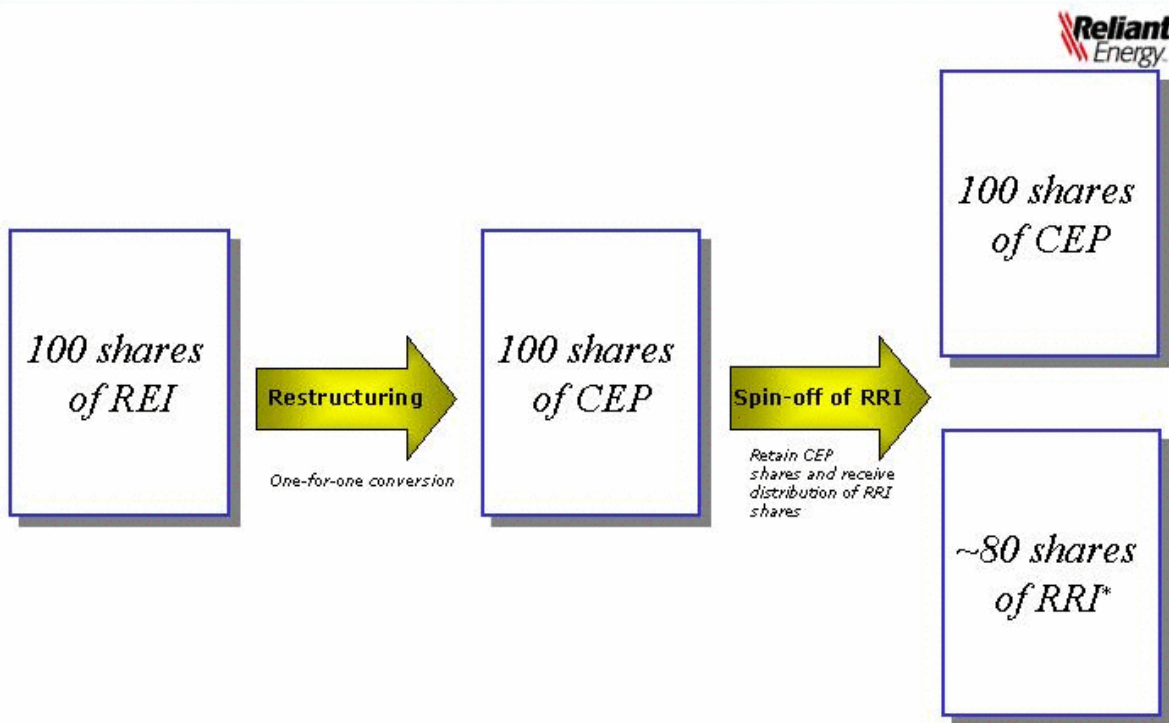 Reliant
Energy
100 shares
of REI
Restructuring
One-for-one conversion
100 shares
of CEP
Spin-off of RRI
Retain CEP
shares and receive
distribution of RRI
shares
100 shares
of CEP
~80 shares
of RRI*